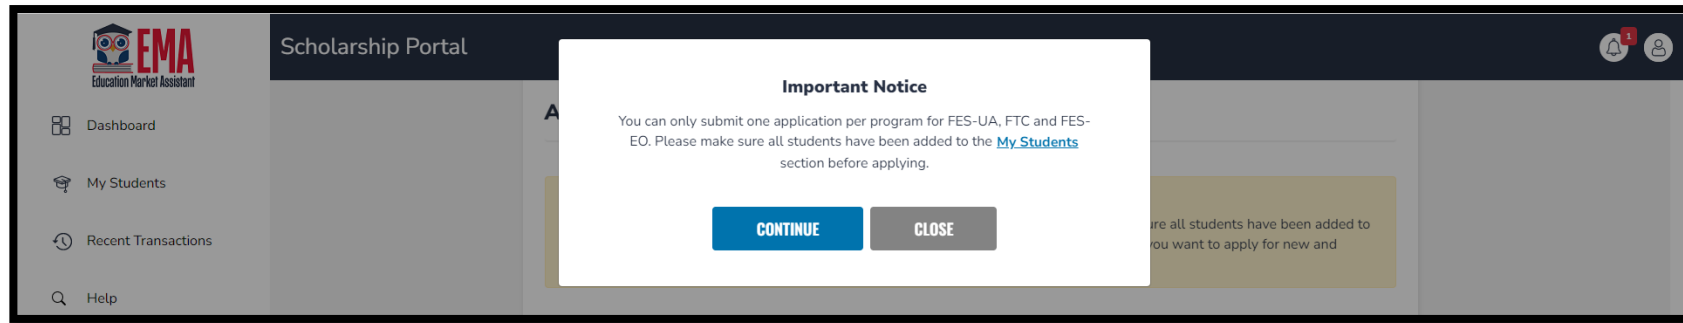 EMA
Education Market Assistant
Scholarship Portal
1
Dashboard
My Students
Recent Transactions
Help
A
Important Notice
You can only submit one application per program for FES-UA, FTC and FES-
EO. Please make sure all students have been added to the My Students
section before applying.
CONTINUE CLOSE
ure all students have been added to
you want to apply for new and